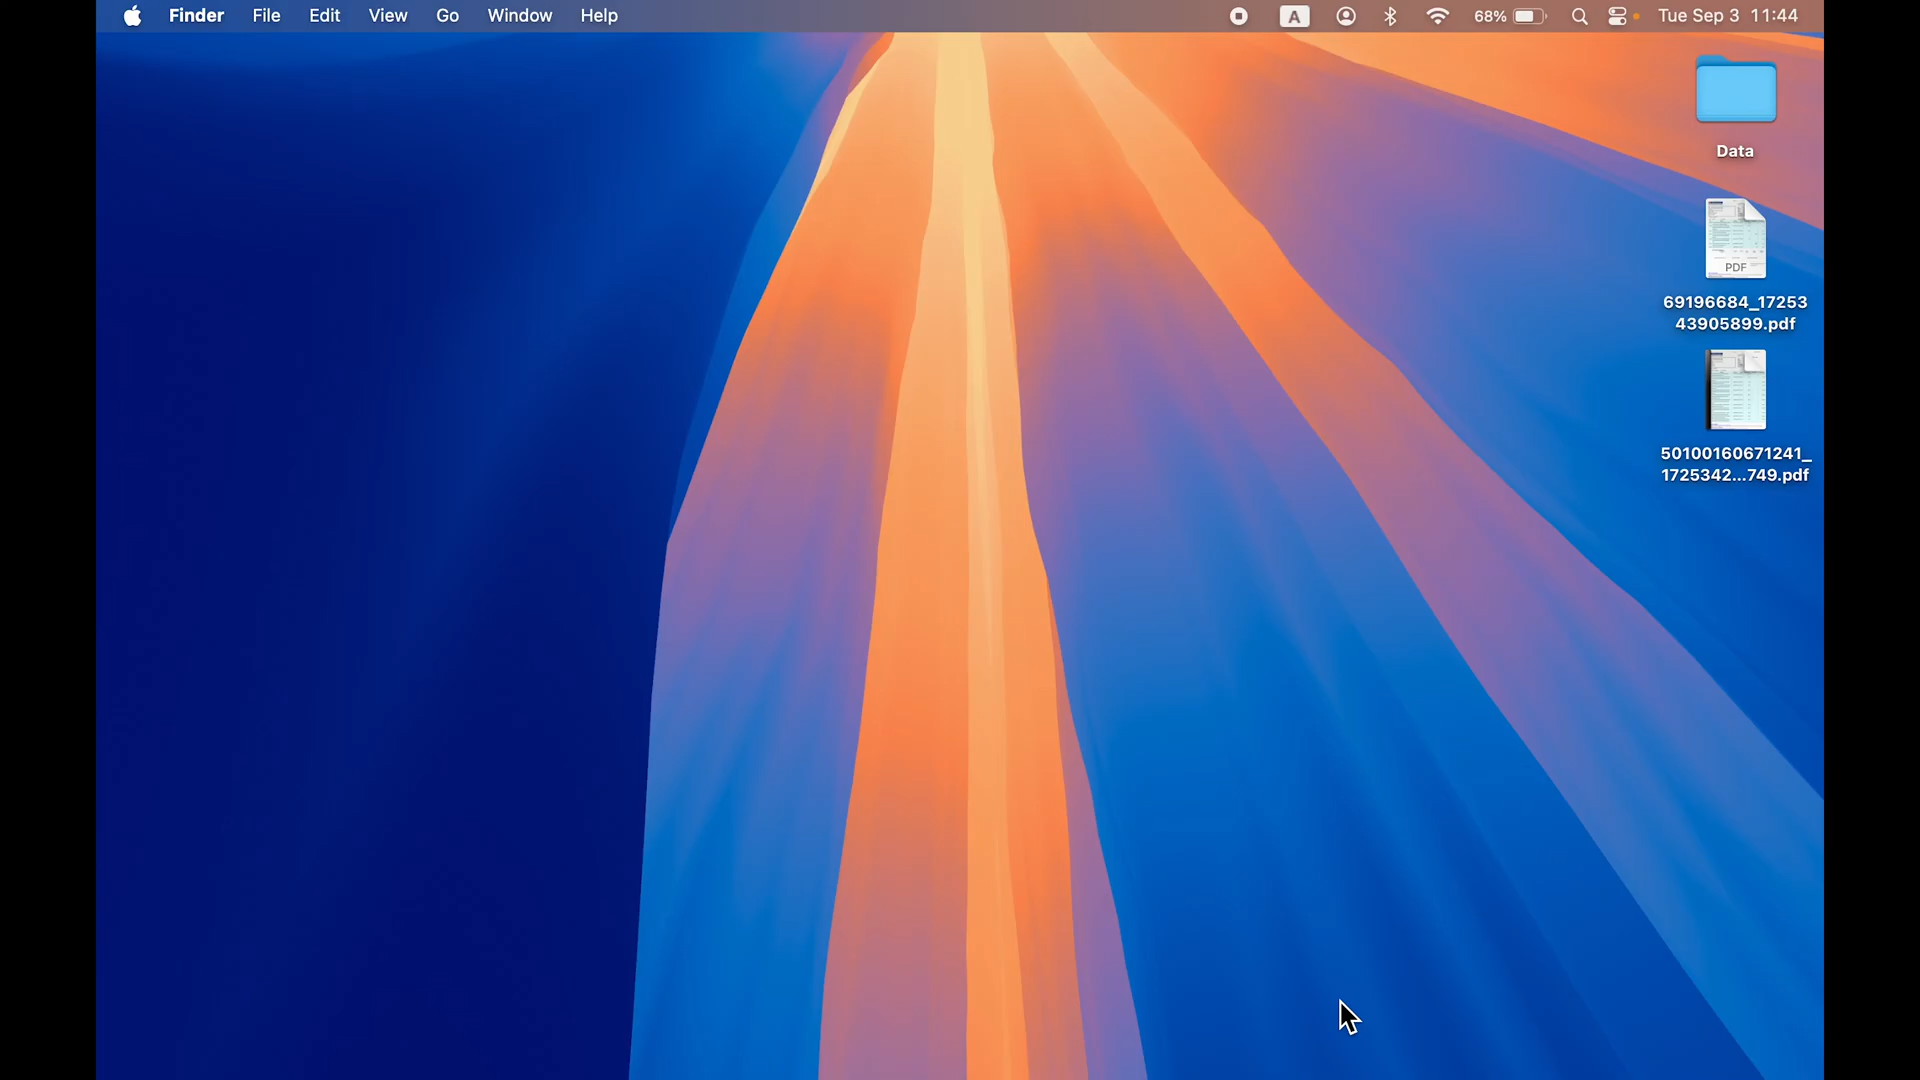 Finder File Edit View Go Window Help A 68% Tue Sep 3 11:44
Data
PDF
69196684_17253
43905899.pdf
50100160671241_
1725342...749.pdf